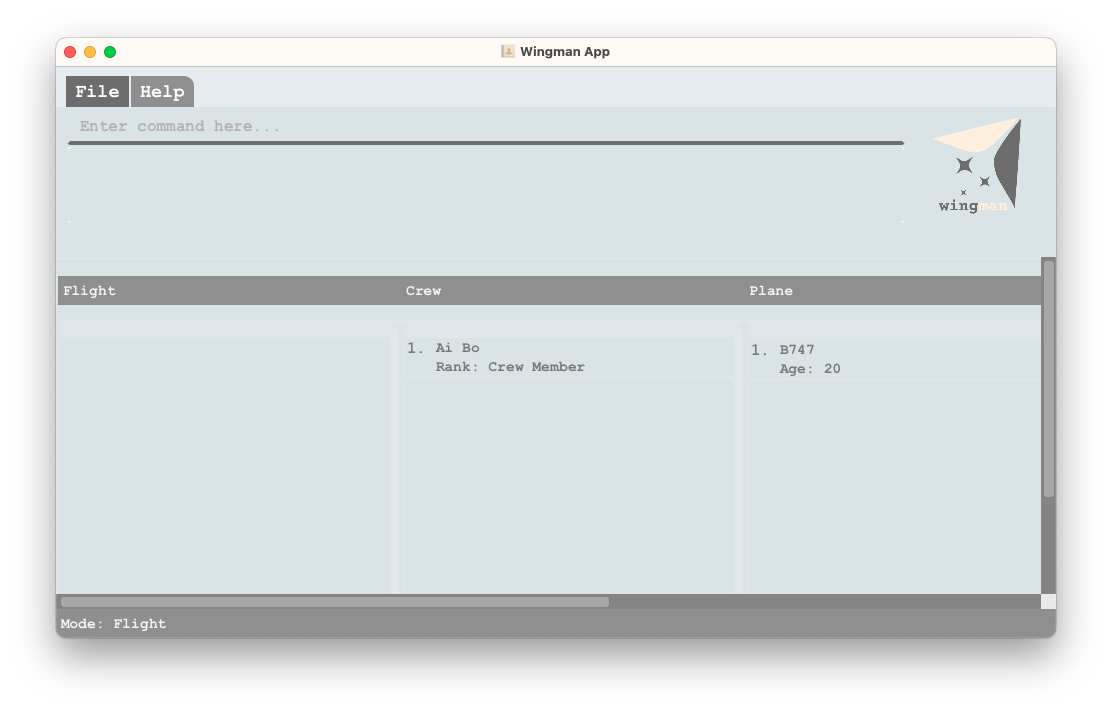 Wingman App
File Help
Enter command here...
wingman
Flight Crew Plane
1. Ai Bo
Rank: Crew Member
1. B747
Age: 20
Mode: Flight